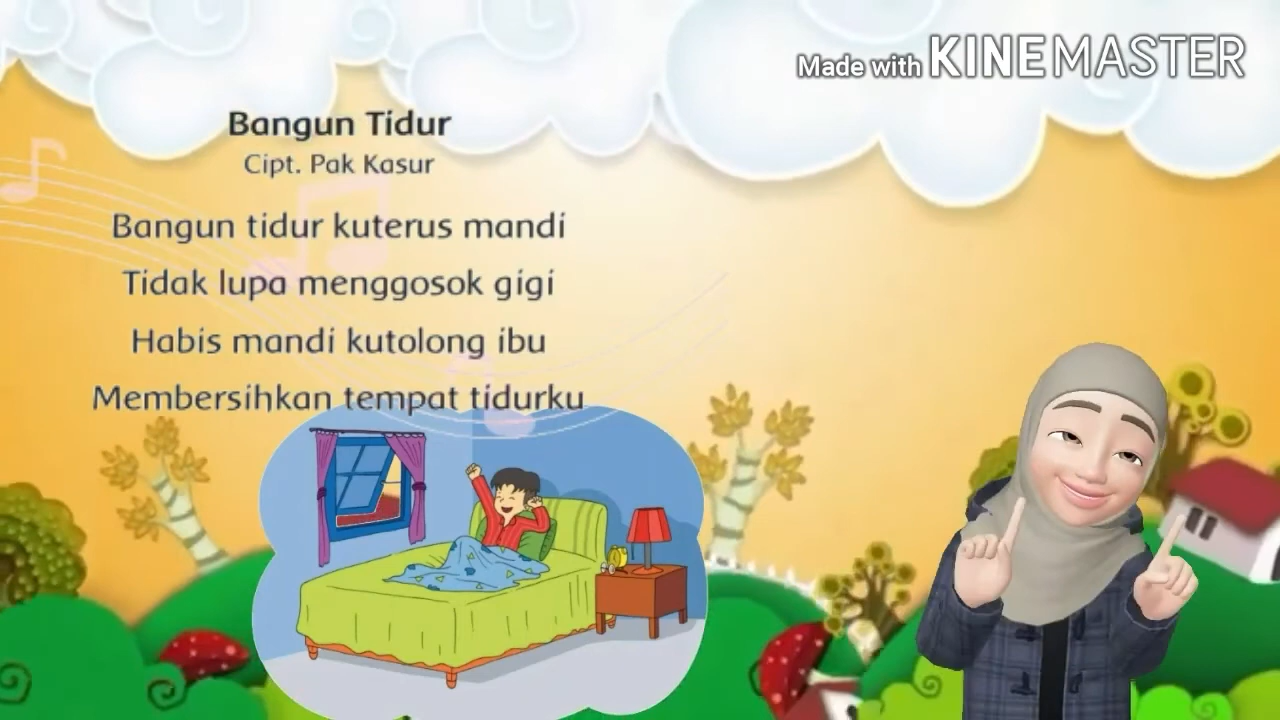 Made with KINEMASTER
Bangun Tidur
Cipt. Pak Kasur
Bangun tidur kuterus mandi
Tidak lupa menggosok gigi
Habis mandi kutolong ibu
Membersihkan tempat tidurku